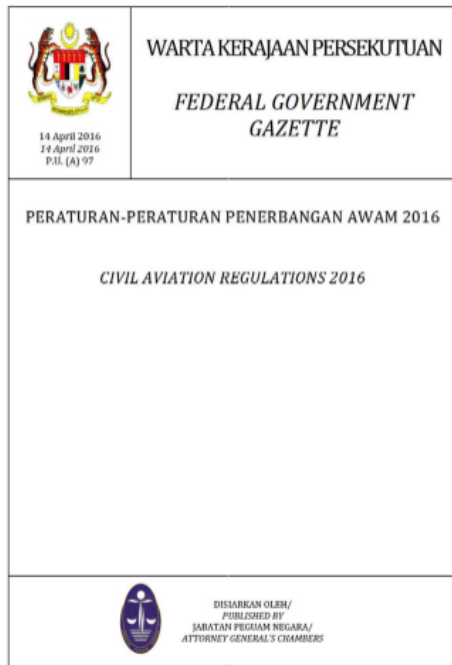 14 April 2016
14 April 2016
P.U. (A) 97
WARTA KERAJAAN PERSEKUTUAN
FEDERAL GOVERNMENT
GAZETTE
PERATURAN-PERATURAN PENERBANGAN AWAM 2016
CIVIL AVIATION REGULATIONS 2016
DISIARKAN OLEH/
PUBLISHED BY
JABATAN PEGUAM NEGARA/
ATTORNEY GENERAL'S CHAMBERS